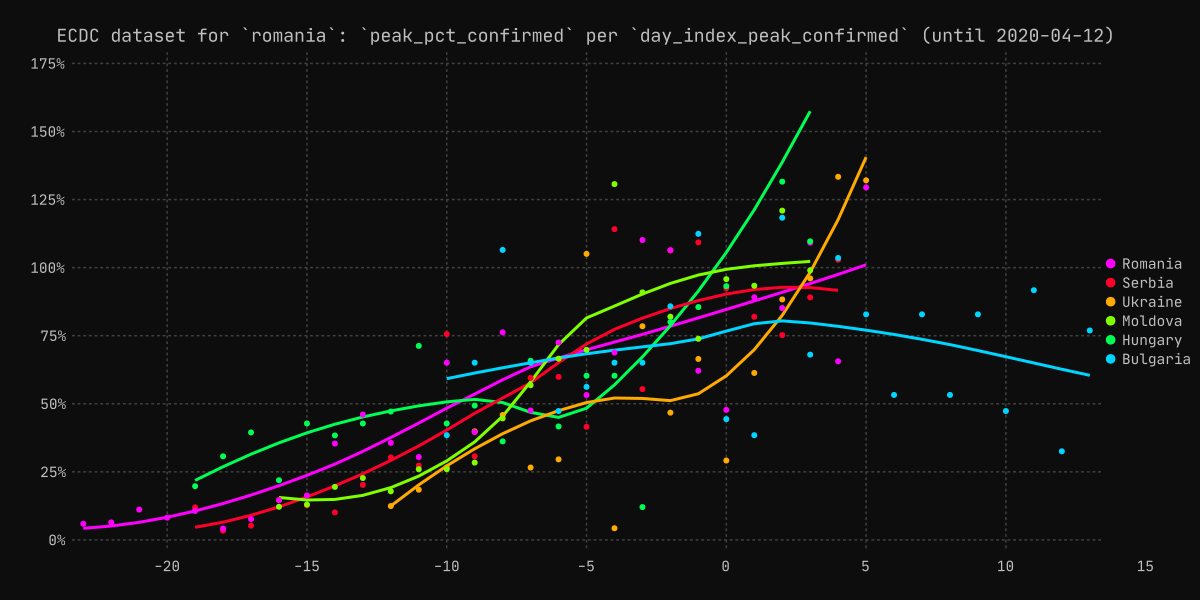 ECDC dataset for `romania`: `peak_pct_confirmed` per `day_index_peak_confirmed` (until 2020-04-12)
175%
150%
125%
100%
75%
50%
25%
0%
−20
−15
−10
−5
0
5
10
15
Romania
Serbia
Ukraine
Moldova
Hungary
Bulgaria